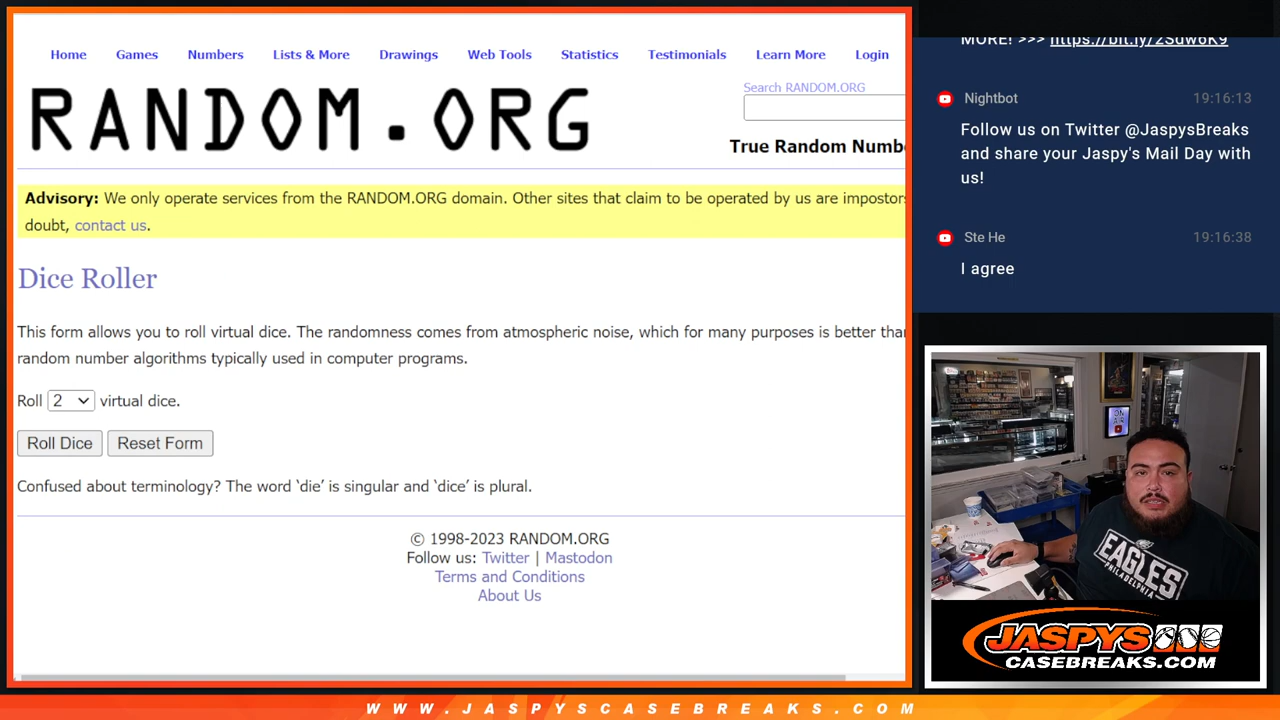 Home Games Numbers Lists & More Drawings Web Tools Statistics Testimonials Learn More Login
RANDOM.ORG
Search RANDOM.ORG
True Random Numb
Advisory: We only operate services from the RANDOM.ORG domain. Other sites that claim to be operated by us are impostors
doubt, contact us.
Dice Roller
This form allows you to roll virtual dice. The randomness comes from atmospheric noise, which for many purposes is better than
random number algorithms typically used in computer programs.
Roll 2 virtual dice.
Roll Dice Reset Form
Confused about terminology? The word ‘die’ is singular and ‘dice’ is plural.
© 1998-2023 RANDOM.ORG
Follow us: Twitter | Mastodon
Terms and Conditions
About Us
MORE! >>> https://bit.ly/2Sdw6K9
Nightbot 19:16:13
Follow us on Twitter @JaspysBreaks
and share your Jaspy's Mail Day with
us!
Ste He 19:16:38
I agree
ON
AIR
EAGLES
PHILADELPHIA
JASPYS
CASEBREAKS.COM
WWW.JASPYSCASEBREAKS.COM